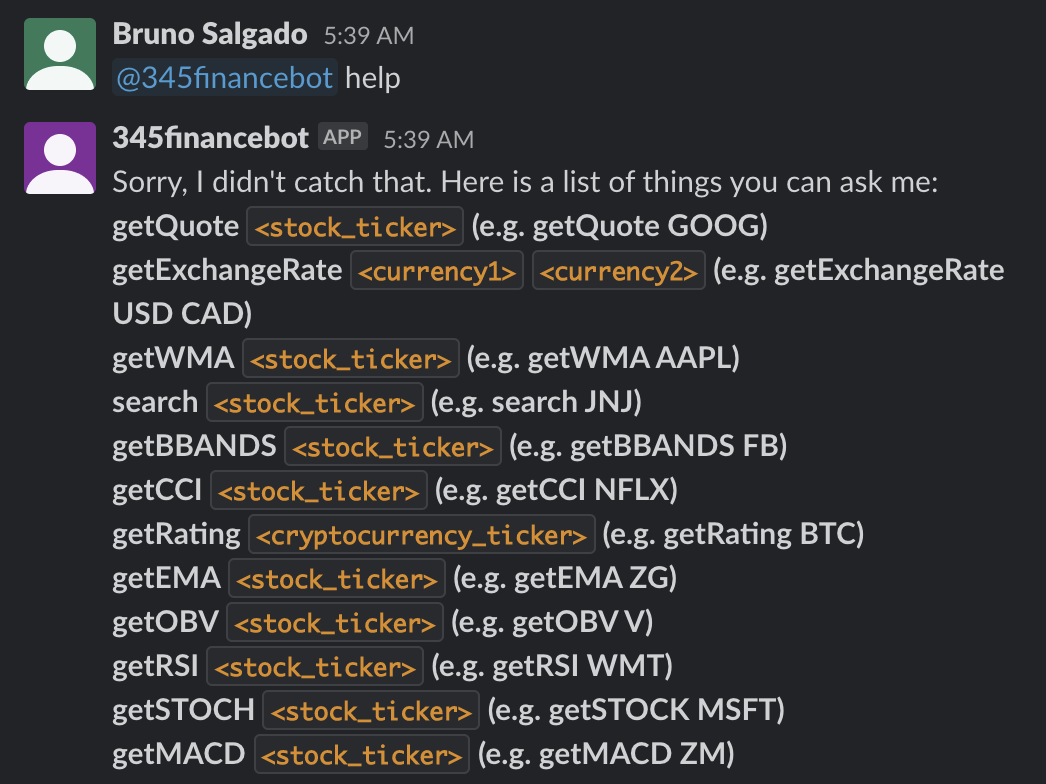 Bruno Salgado 5:39 AM
@345financebot help
345financebot APP 5:39 AM
Sorry, I didn't catch that. Here is a list of things you can ask me:
getQuote <stock_ticker> (e.g. getQuote GOOG)
getExchangeRate <currency1> <currency2> (e.g. getExchangeRate
USD CAD)
getWMA <stock_ticker> (e.g. getWMA AAPL)
search <stock_ticker> (e.g. search JNJ)
getBBANDS <stock_ticker> (e.g. getBBANDS FB)
getCCI <stock_ticker> (e.g. getCCI NFLX)
getRating <cryptocurrency_ticker> (e.g. getRating BTC)
getEMA <stock_ticker> (e.g. getEMA ZG)
getOBV <stock_ticker> (e.g. getOBV V)
getRSI <stock_ticker> (e.g. getRSI WMT)
getSTOCH <stock_ticker> (e.g. getSTOCK MSFT)
getMACD <stock_ticker> (e.g. getMACD ZM)